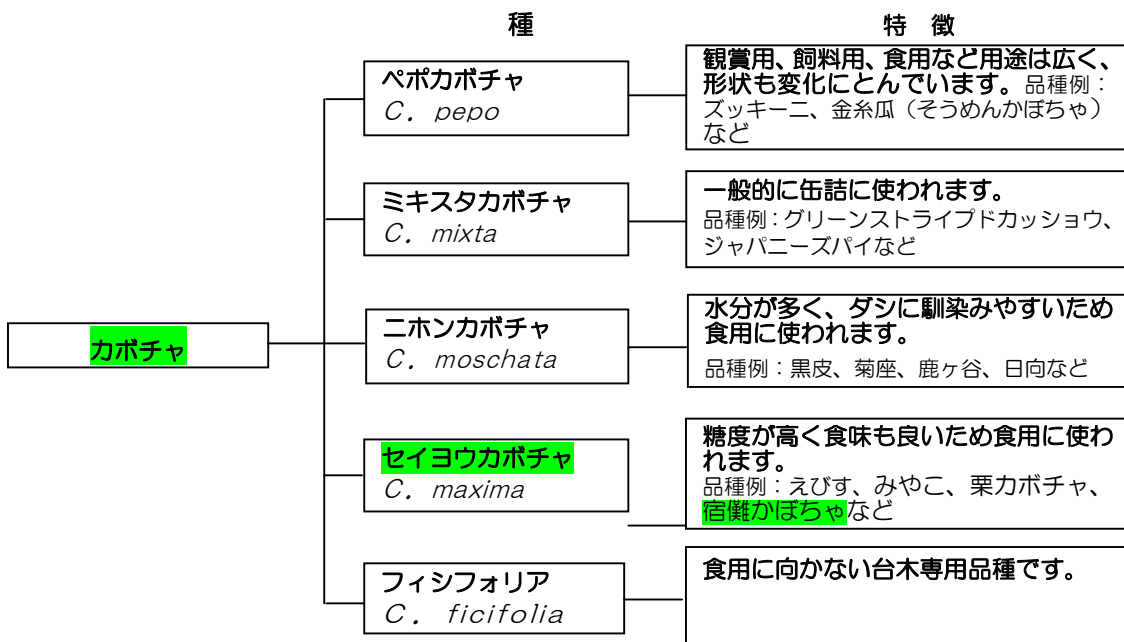 種
特 徴
カボチャ
ペポカボチャ
C. pepo
観賞用、飼料用、食用など用途は広く、
形状も変化にとんでいます。品種例：
ズッキーニ、金糸瓜（そうめんかぼちゃ）
など
ミキスタカボチャ
C. mixta
一般的に缶詰に使われます。
品種例：グリーンストライプドカッショウ、
ジャパニーズパイなど
ニホンカボチャ
C. moschata
水分が多く、ダシに馴染みやすいため
食用に使われます。
品種例：黒皮、菊座、鹿ヶ谷、日向など
セイヨウカボチャ
C. maxima
糖度が高く食味も良いため食用に使わ
れます。
品種例：えびす、みやこ、栗カボチャ、
宿儺かぼちゃなど
フィシフォリア
C. ficifolia
食用に向かない台木専用品種です。